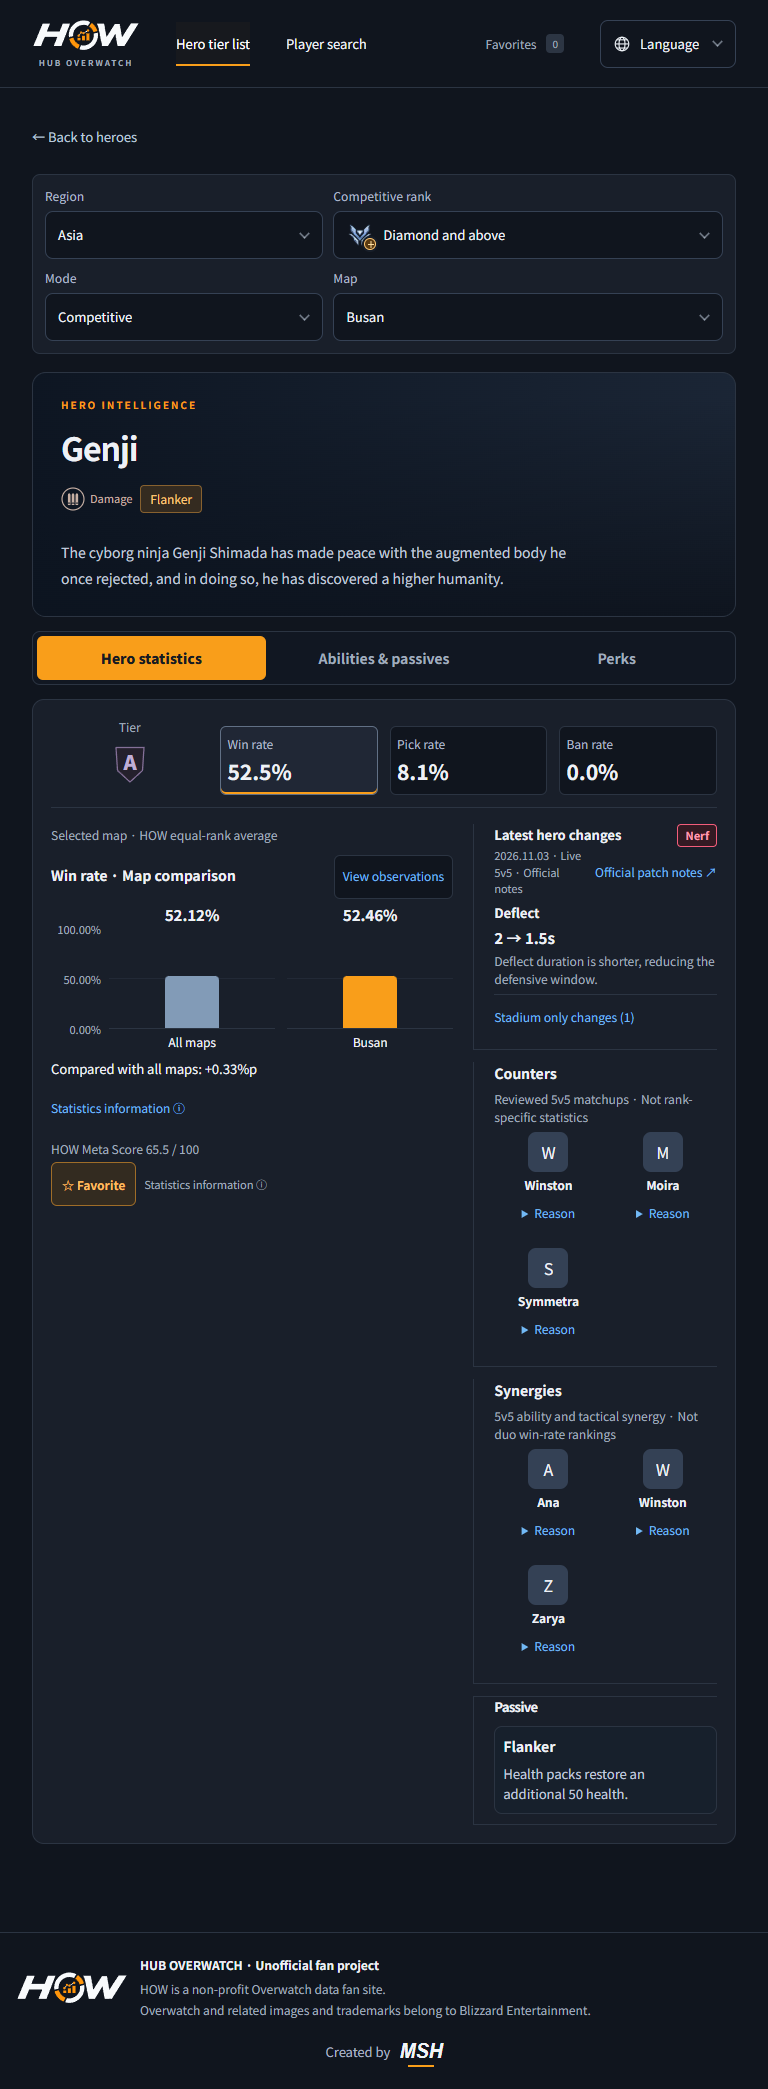 HOW
HUB OVERWATCH
Hero tier list
Player search
Favorites 0
Language
← Back to heroes
Region
Competitive rank
Asia
Diamond and above
Mode
Map
Competitive
Busan
HERO INTELLIGENCE
Genji
Damage
Flanker
The cyborg ninja Genji Shimada has made peace with the augmented body he
once rejected, and in doing so, he has discovered a higher humanity.
Hero statistics
Abilities & passives
Perks
Tier
A
Win rate
52.5%
Pick rate
8.1%
Ban rate
0.0%
Selected map · HOW equal-rank average
Win rate · Map comparison
View observations
52.12%
52.46%
100.00%
50.00%
0.00%
All maps
Busan
Compared with all maps: +0.33%p
Statistics information ⓘ
HOW Meta Score 65.5 / 100
☆ Favorite
Statistics information ⓘ
Latest hero changes
Nerf
2026.11.03 · Live
5v5 · Official
notes
Official patch notes ↗
Deflect
2 → 1.5s
Deflect duration is shorter, reducing the
defensive window.
Stadium only changes (1)
Counters
Reviewed 5v5 matchups · Not rank-
specific statistics
W
M
Winston
Moira
▶ Reason
▶ Reason
S
Symmetra
▶ Reason
Synergies
5v5 ability and tactical synergy · Not
duo win-rate rankings
A
W
Ana
Winston
▶ Reason
▶ Reason
Z
Zarya
▶ Reason
Passive
Flanker
Health packs restore an
additional 50 health.
HOW
HUB OVERWATCH · Unofficial fan project
HOW is a non-profit Overwatch data fan site.
Overwatch and related images and trademarks belong to Blizzard Entertainment.
Created by MSH